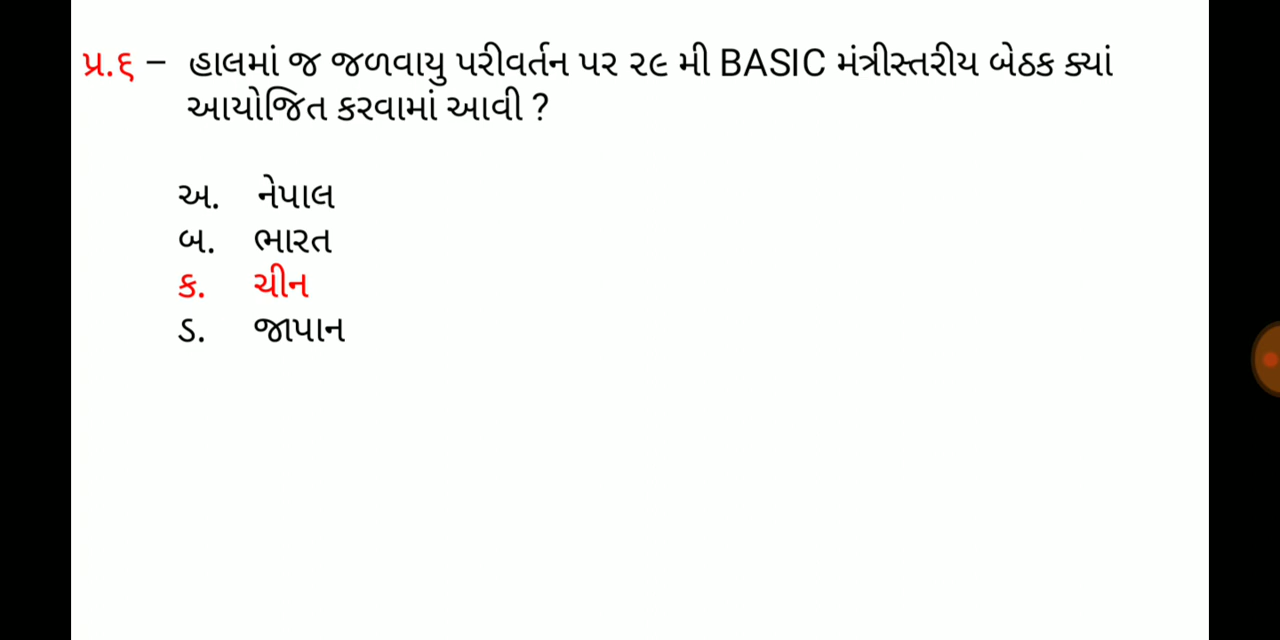 પ્ર.૬ – હાલમાં જ જળવાયુ પરીવર્તન પર ૨૯ મી BASIC મંત્રીસ્તરીય બેઠક ક્યાં
આયોજિત કરવામાં આવી ?
અ. નેપાલ
બ. ભારત
ક. ચીન
ડ. જાપાન